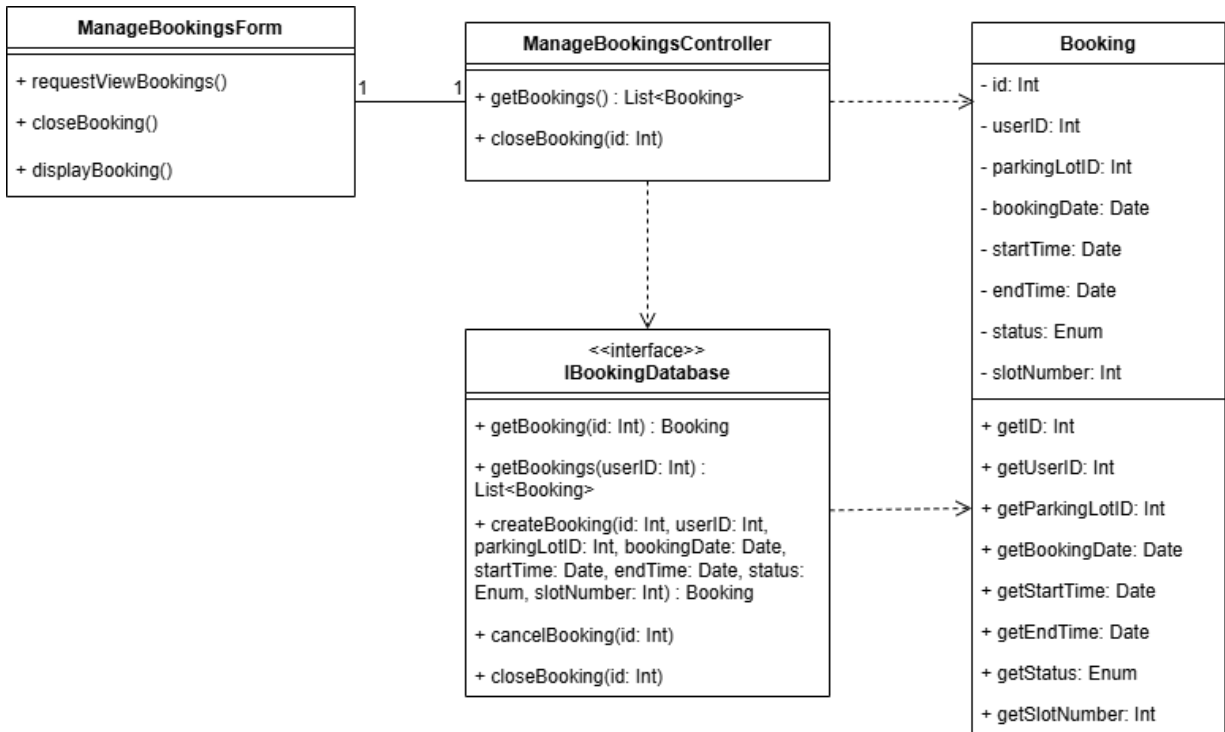 ManageBookingsForm
+ requestViewBookings()
+ closeBooking()
+ displayBooking()
1
1
ManageBookingsController
+ getBookings() : List<Booking>
+ closeBooking(id: Int)
<<interface>>
IBookingDatabase
+ getBooking(id: Int) : Booking
+ getBookings(userID: Int) :
List<Booking>
+ createBooking(id: Int, userID: Int,
parkingLotID: Int, bookingDate: Date,
startTime: Date, endTime: Date, status:
Enum, slotNumber: Int) : Booking
+ cancelBooking(id: Int)
+ closeBooking(id: Int)
Booking
- id: Int
- userID: Int
- parkingLotID: Int
- bookingDate: Date
- startTime: Date
- endTime: Date
- status: Enum
- slotNumber: Int
+ getID: Int
+ getUserID: Int
+ getParkingLotID: Int
+ getBookingDate: Date
+ getStartTime: Date
+ getEndTime: Date
+ getStatus: Enum
+ getSlotNumber: Int